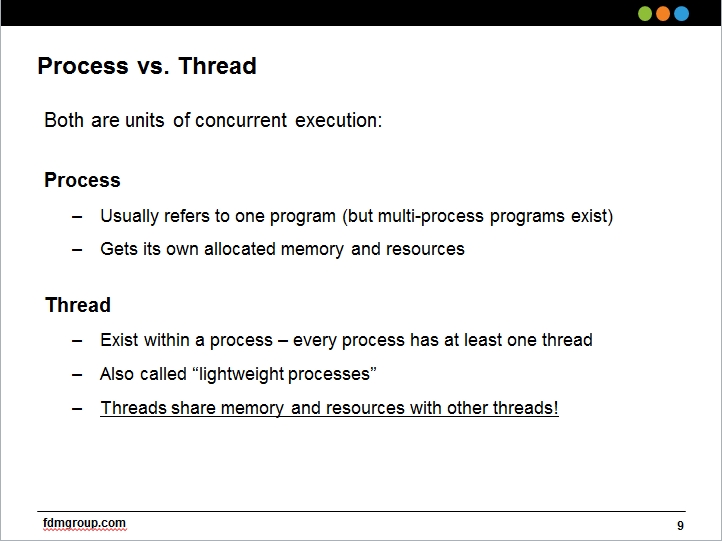 Process vs. Thread
Both are units of concurrent execution:
Process
– Usually refers to one program (but multi-process programs exist)
– Gets its own allocated memory and resources
Thread
– Exist within a process – every process has at least one thread
– Also called “lightweight processes”
– Threads share memory and resources with other threads!
fdmgroup.com
9